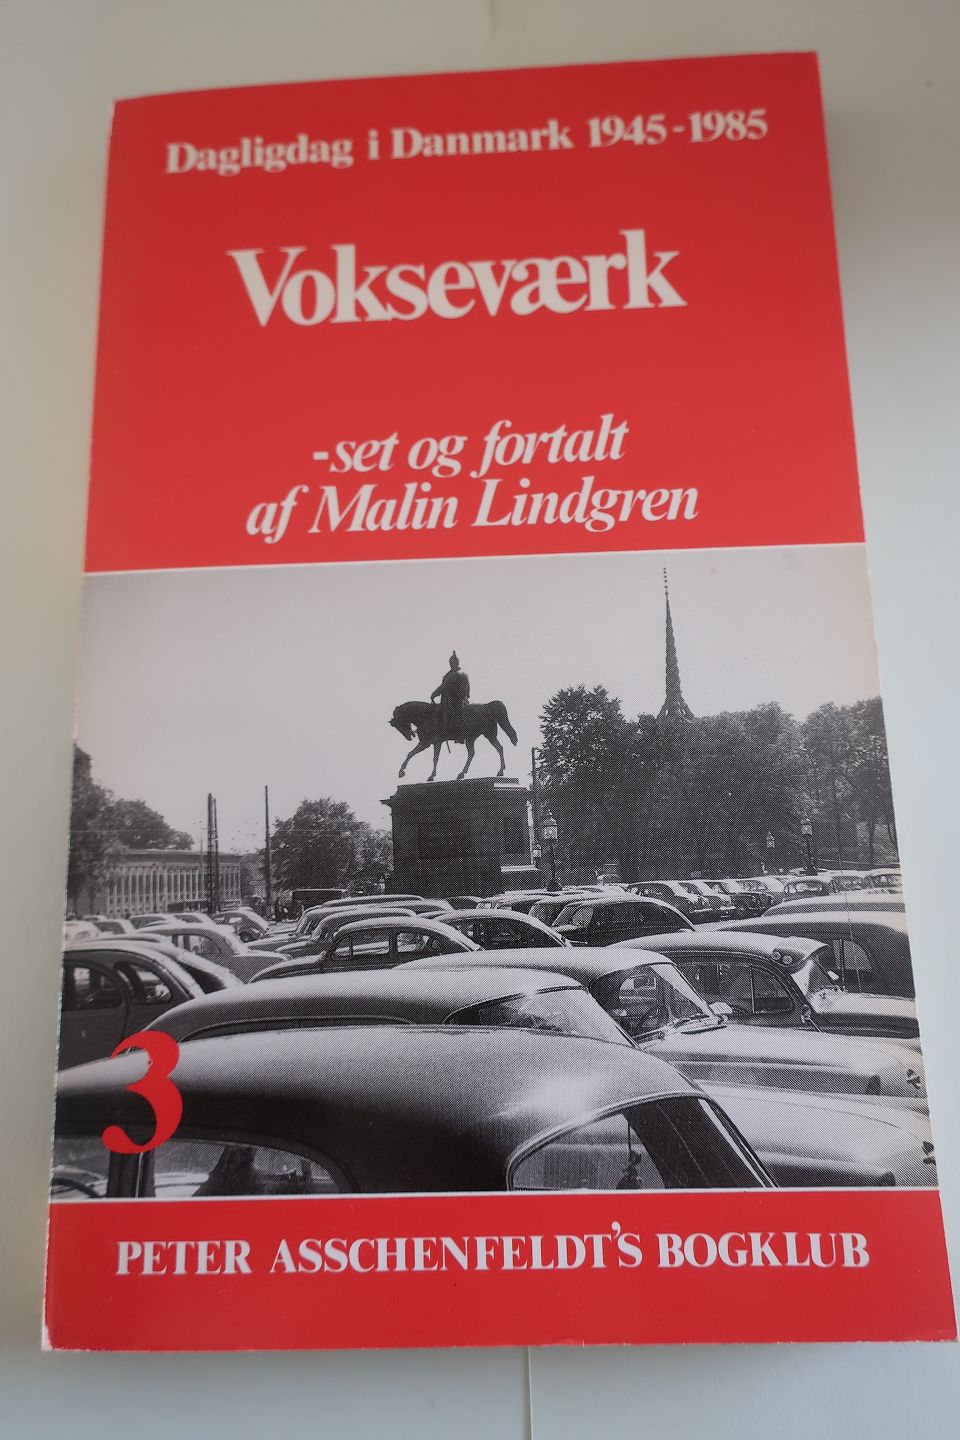 Dagligdag i Danmark 1945-1985
Vokseværk
-set og fortalt
af Malin Lindgren
3
PETER ASSCHENFELDT'S BOGKLUB